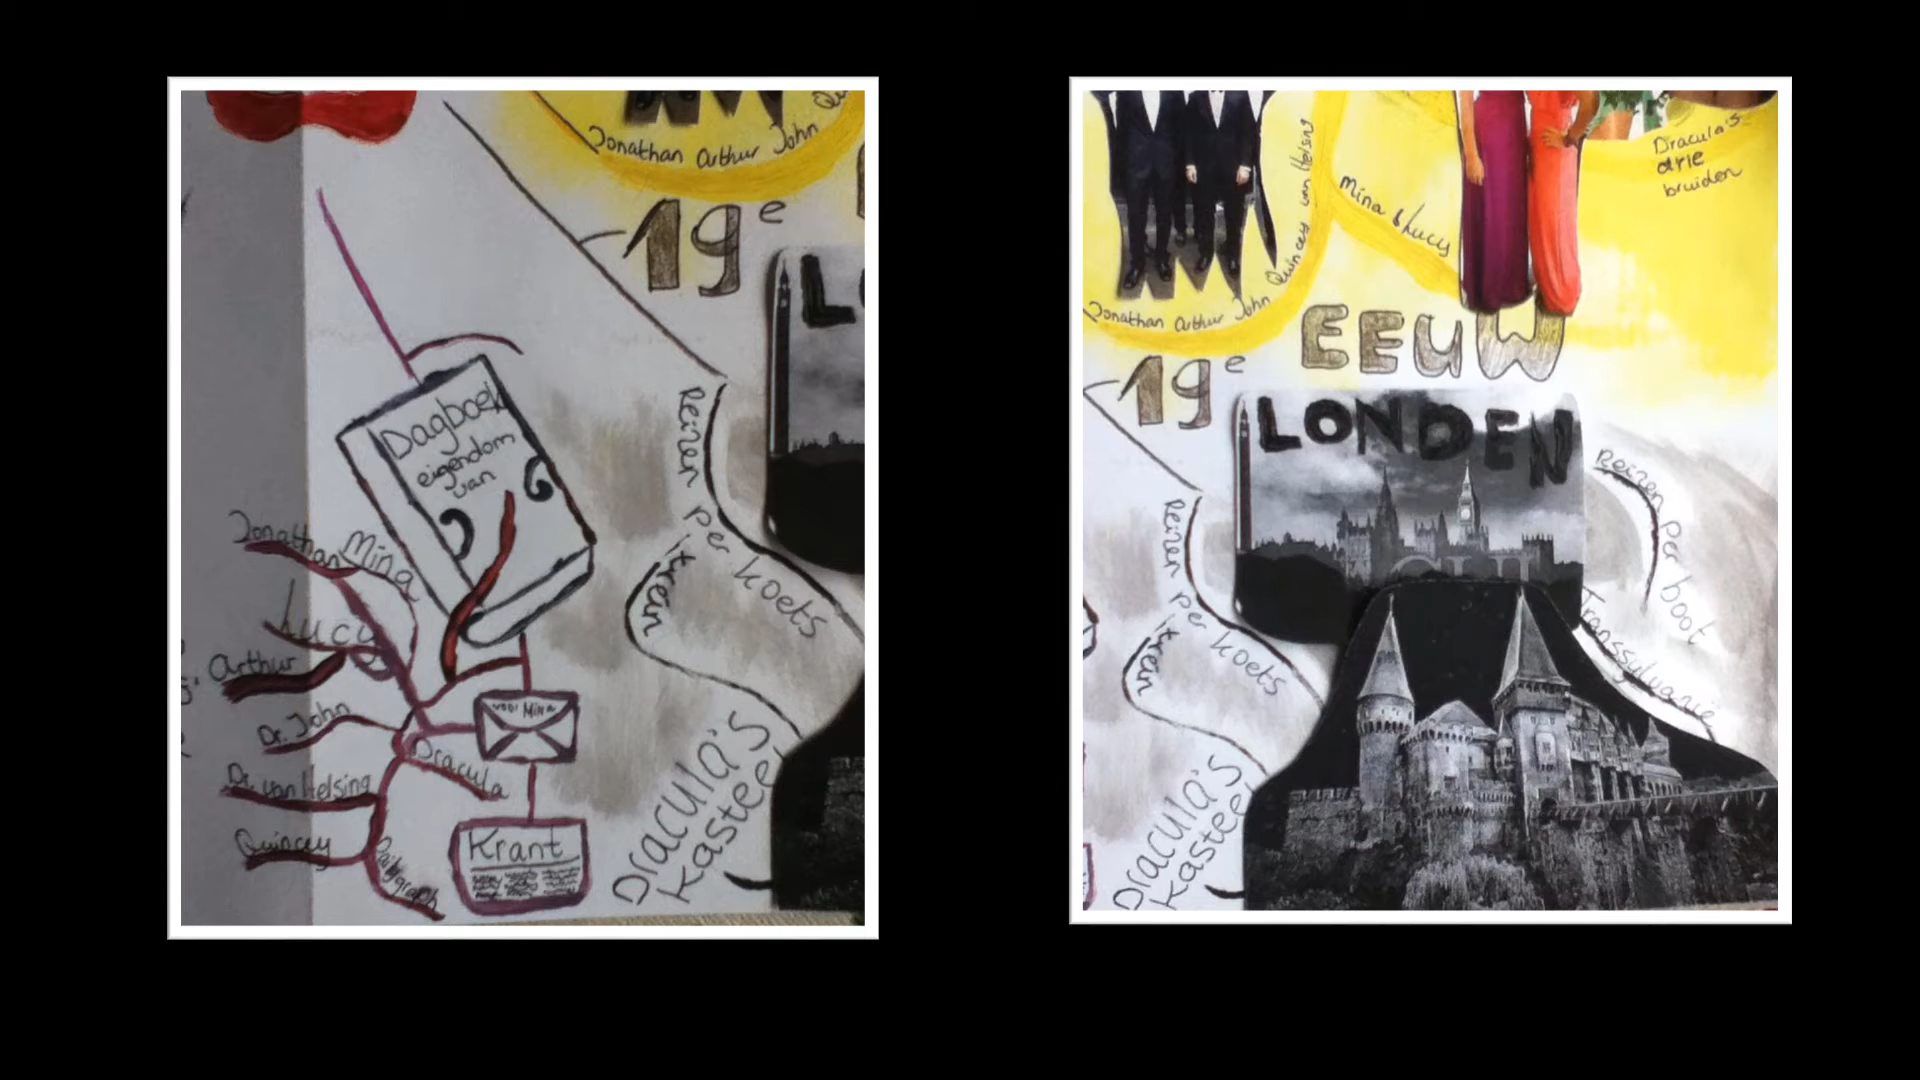 Jonathan Arthur John
19e
Dagboek
eigendom
van
Reizen per koets
trein
Jonathan
Mina
Lucy
Arthur
Dr. John
Dr. van Helsing
Quincey
Dracula
voor Mina
Krant
Dracula's
Kasteel
Jonathan Arthur John Quincey van Helsing
Mina & Lucy
Dracula's
drie
bruiden
19e
EEUW
LONDEN
Reizen per koets
trein
Reizen per boot
Transsylvanië
Dracula's
Kasteel